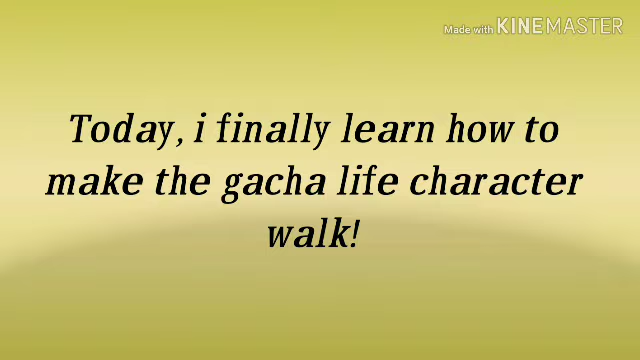 Made with KINEMASTER
Today, i finally learn how to
make the gacha life character
walk!